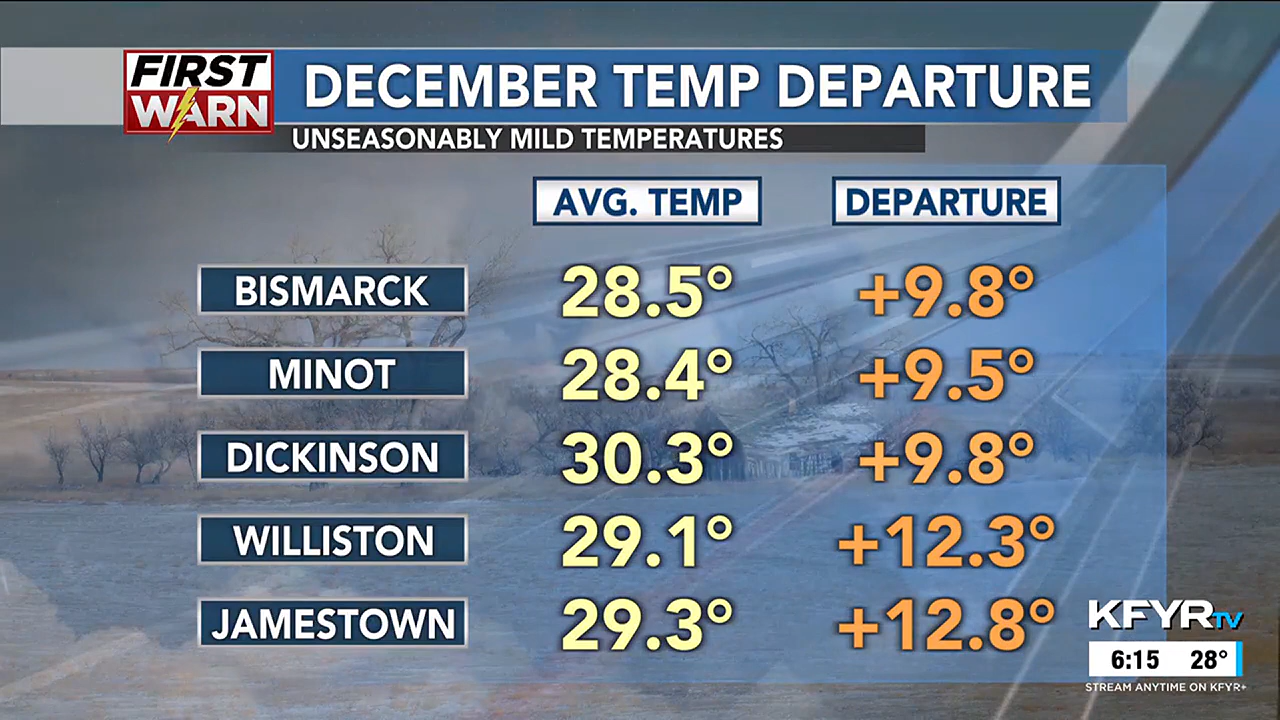 FIRST
WARN
DECEMBER TEMP DEPARTURE
UNSEASONABLY MILD TEMPERATURES
AVG. TEMP DEPARTURE
BISMARCK 28.5° +9.8°
MINOT 28.4° +9.5°
DICKINSON 30.3° +9.8°
WILLISTON 29.1° +12.3°
JAMESTOWN 29.3° +12.8°
KFYRTV
6:15 28°
STREAM ANYTIME ON KFYR+